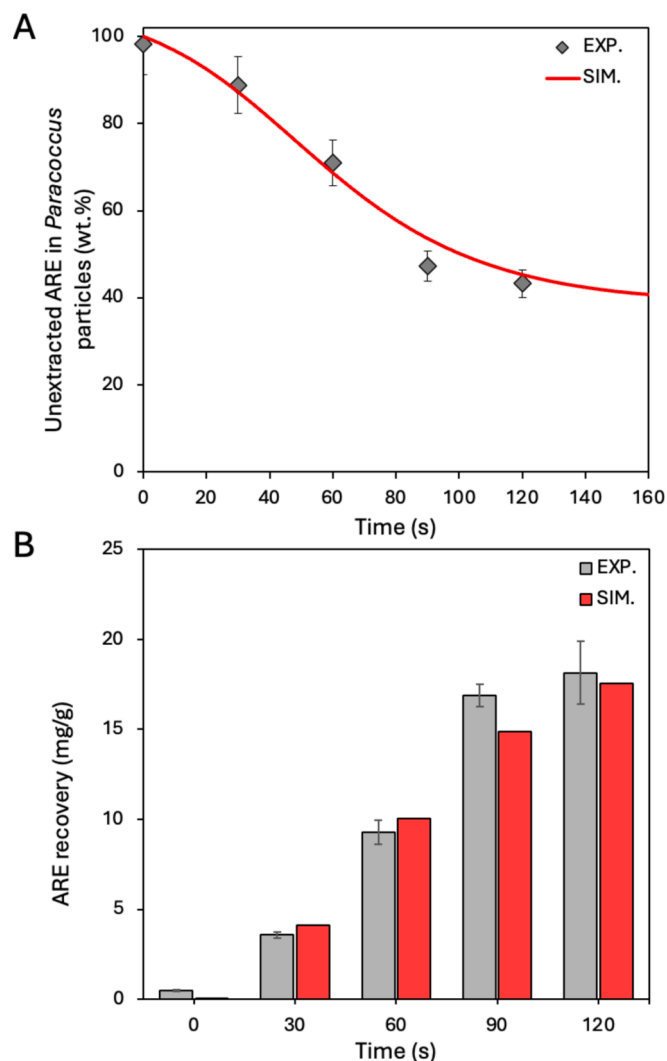 A
100
80
60
40
20
0
Unextracted ARE in Paracoccus
particles (wt.%)
EXP.
SIM.
0 20 40 60 80 100 120 140 160
Time (s)
B
25
20
15
10
5
0
ARE recovery (mg/g)
EXP.
SIM.
0 30 60 90 120
Time (s)